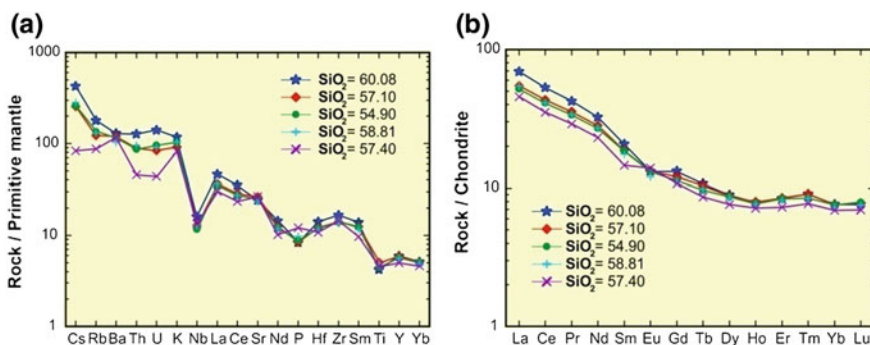 (a)
1000
100
10
1
Rock / Primitive mantle
SiO2= 60.08
SiO2= 57.10
SiO2= 54.90
SiO2= 58.81
SiO2= 57.40
Cs Rb Ba Th U K Nb La Ce Sr Nd P Hf Zr Sm Ti Y Yb
(b)
100
10
1
Rock / Chondrite
SiO2= 60.08
SiO2= 57.10
SiO2= 54.90
SiO2= 58.81
SiO2= 57.40
La Ce Pr Nd Sm Eu Gd Tb Dy Ho Er Tm Yb Lu